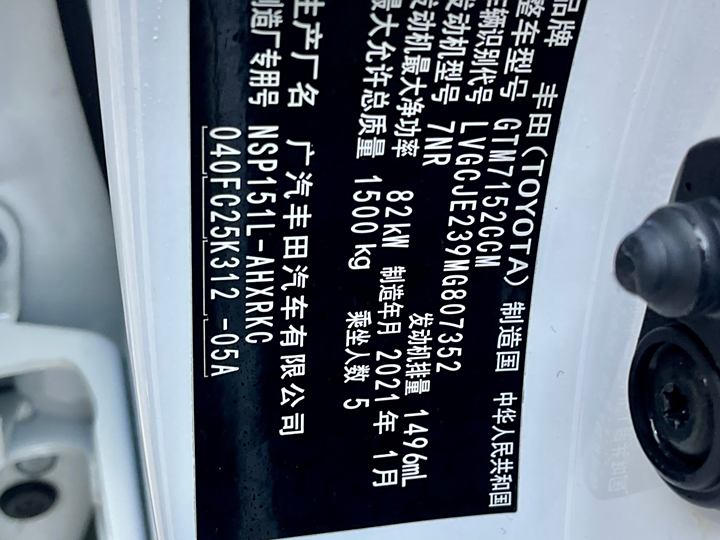 品牌 丰田(TOYOTA) 制造国 中华人民共和国
整车型号 GTM7152CGM
车辆识别代号 LVGCJE239MG807352
发动机型号 7NR 发动机排量 1496mL
发动机最大净功率 82kW 制造年月 2021年 1月
最大允许总质量 1500kg 乘坐人数 5
生产厂名 广汽丰田汽车有限公司
制造厂专用号 NSP151L-AHXRKC
040FC25K312 -05A